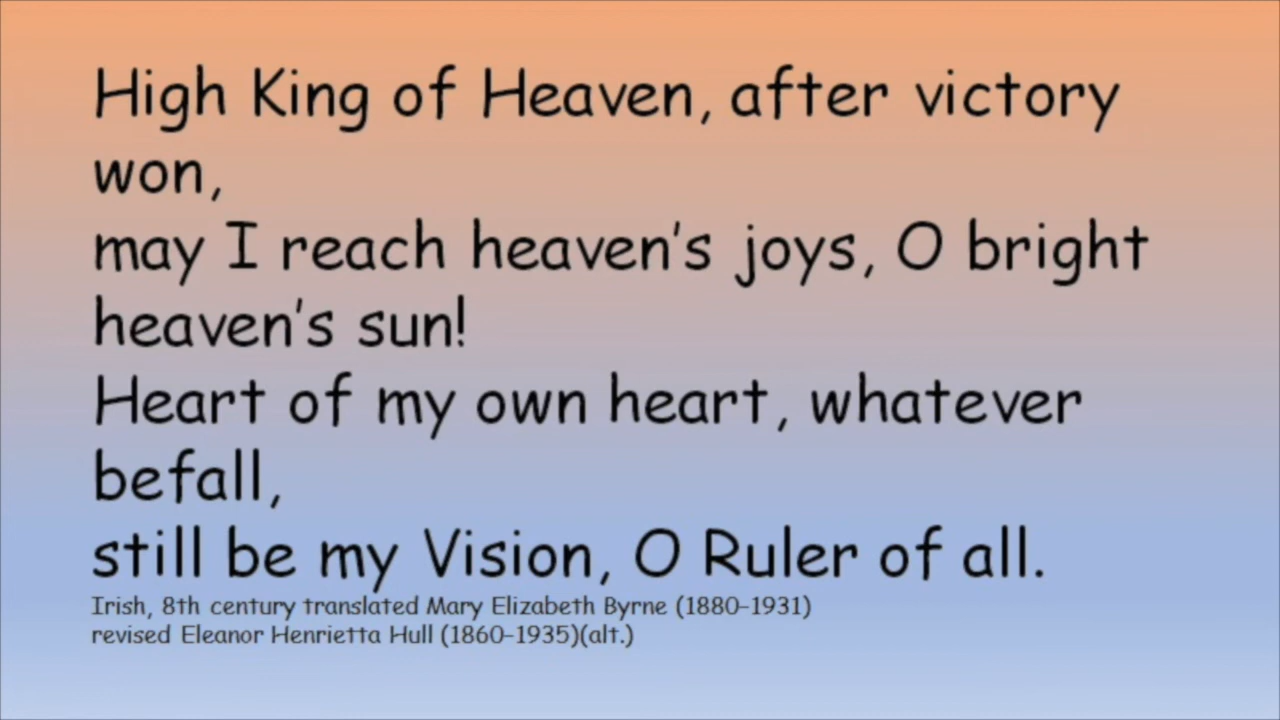 High King of Heaven, after victory
won,
may I reach heaven's joys, O bright
heaven's sun!
Heart of my own heart, whatever
befall,
still be my Vision, O Ruler of all.
Irish, 8th century translated Mary Elizabeth Byrne (1880-1931)
revised Eleanor Henrietta Hull (1860-1935)(alt.)